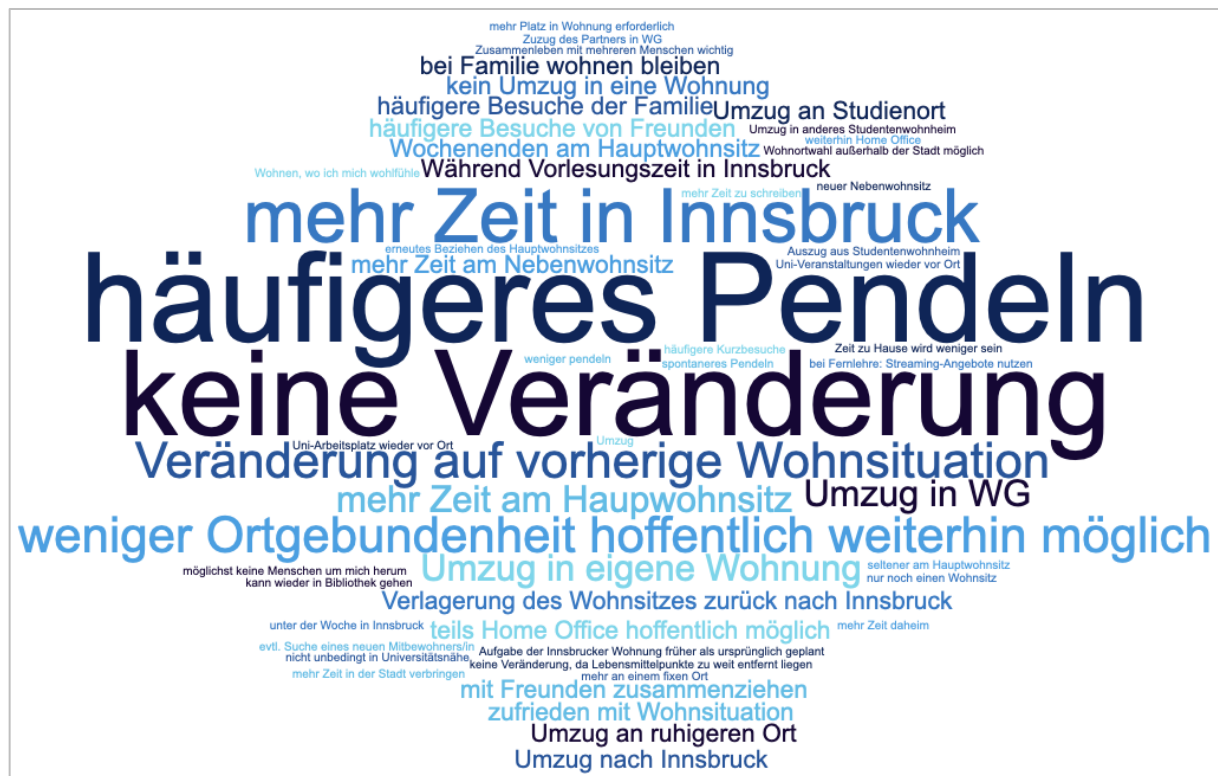 mehr Platz in Wohnung erforderlich
Zuzug des Partners in WG
Zusammenleben mit mehreren Menschen wichtig
bei Familie wohnen bleiben
kein Umzug in eine Wohnung
häufigere Besuche der Familie
Umzug an Studienort
häufigere Besuche von Freunden
Umzug in anderes Studentenwohnheim
weiterhin Home Office
Wochenenden am Hauptwohnsitz
Wohnortwahl außerhalb der Stadt möglich
Wohnen, wo ich mich wohlfühle
Während Vorlesungszeit in Innsbruck
neuer Nebenwohnsitz
mehr Zeit zu schreiben
mehr Zeit in Innsbruck
erneutes Beziehen des Hauptwohnsitzes
Auszug aus Studentenwohnheim
mehr Zeit am Nebenwohnsitz
Uni-Veranstaltungen wieder vor Ort
häufigeres Pendeln
häufigere Kurzbesuche
Zeit zu Hause wird weniger sein
weniger pendeln
spontaneres Pendeln
bei Fernlehre: Streaming-Angebote nutzen
keine Veränderung
Uni-Arbeitsplatz wieder vor Ort
Umzug
Veränderung auf vorherige Wohnsituation
mehr Zeit am Haupwohnsitz
Umzug in WG
weniger Ortgebundenheit hoffentlich weiterhin möglich
möglichst keine Menschen um mich herum
kann wieder in Bibliothek gehen
Umzug in eigene Wohnung
seltener am Hauptwohnsitz
nur noch einen Wohnsitz
Verlagerung des Wohnsitzes zurück nach Innsbruck
unter der Woche in Innsbruck
teils Home Office hoffentlich möglich
mehr Zeit daheim
evtl. Suche eines neuen Mitbewohners/in
Aufgabe der Innsbrucker Wohnung früher als ursprünglich geplant
nicht unbedingt in Universitätsnähe
keine Veränderung, da Lebensmittelpunkte zu weit entfernt liegen
mehr Zeit in der Stadt verbringen
mehr an einem fixen Ort
mit Freunden zusammenziehen
zufrieden mit Wohnsituation
Umzug an ruhigeren Ort
Umzug nach Innsbruck